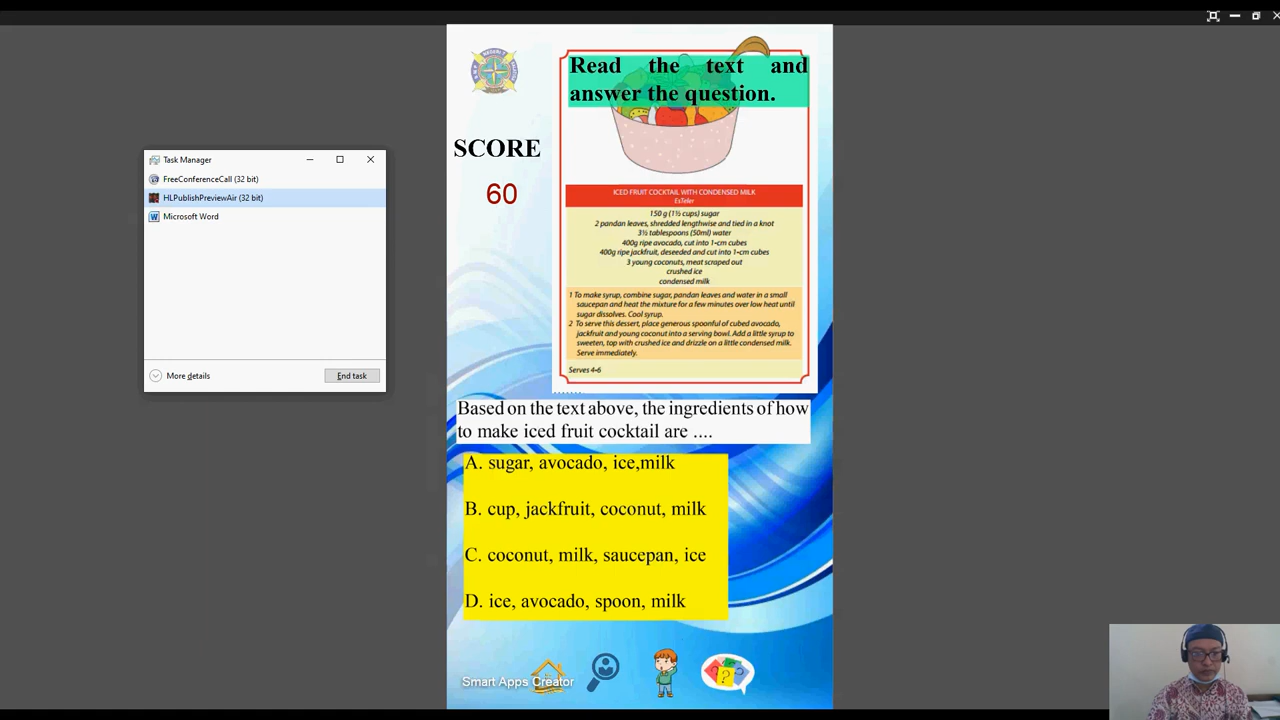 Task Manager
FreeConferenceCall (32 bit)
HLPublishPreviewAir (32 bit)
Microsoft Word
More details
End task
SCORE
60
Read the text and
answer the question.
ICED FRUIT COCKTAIL WITH CONDENSED MILK
EsTeler
150 g (1½ cups) sugar
2 pandan leaves, shredded lengthwise and tied in a knot
3½ tablespoons (50ml) water
400g ripe avocado, cut into 1-cm cubes
400g ripe jackfruit, deseeded and cut into 1-cm cubes
3 young coconuts, meat scraped out
crushed ice
condensed milk
1 To make syrup, combine sugar, pandan leaves and water in a small
saucepan and heat the mixture for a few minutes over low heat until
sugar dissolves. Cool syrup.
2 To serve this dessert, place generous spoonful of cubed avocado,
jackfruit and young coconut into a serving bowl. Add a little syrup to
sweeten, top with crushed ice and drizzle on a little condensed milk.
Serve immediately.
Serves 4-6
Based on the text above, the ingredients of how
to make iced fruit cocktail are ....
A. sugar, avocado, ice,milk
B. cup, jackfruit, coconut, milk
C. coconut, milk, saucepan, ice
D. ice, avocado, spoon, milk
Smart Apps Creator